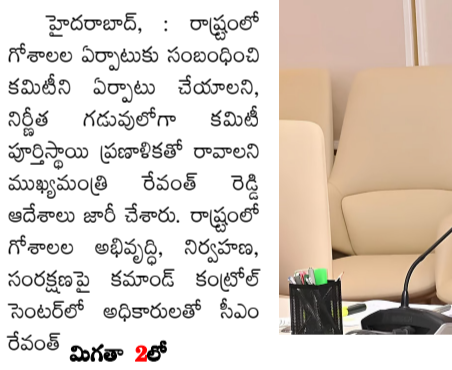 హైదరాబాద్, : రాష్ట్రంలో
గోశాలల ఏర్పాటుకు సంబంధించి
కమిటీని ఏర్పాటు చేయాలని,
నిర్ణీత గడువులోగా కమిటీ
పూర్తిస్థాయి ప్రణాళికతో రావాలని
ముఖ్యమంత్రి రేవంత్ రెడ్డి
ఆదేశాలు జారీ చేశారు. రాష్ట్రంలో
గోశాలల అభివృద్ధి, నిర్వహణ,
సంరక్షణపై కమాండ్ కంట్రోల్
సెంటర్‌లో అధికారులతో సీఎం
రేవంత్ మిగతా 2లో